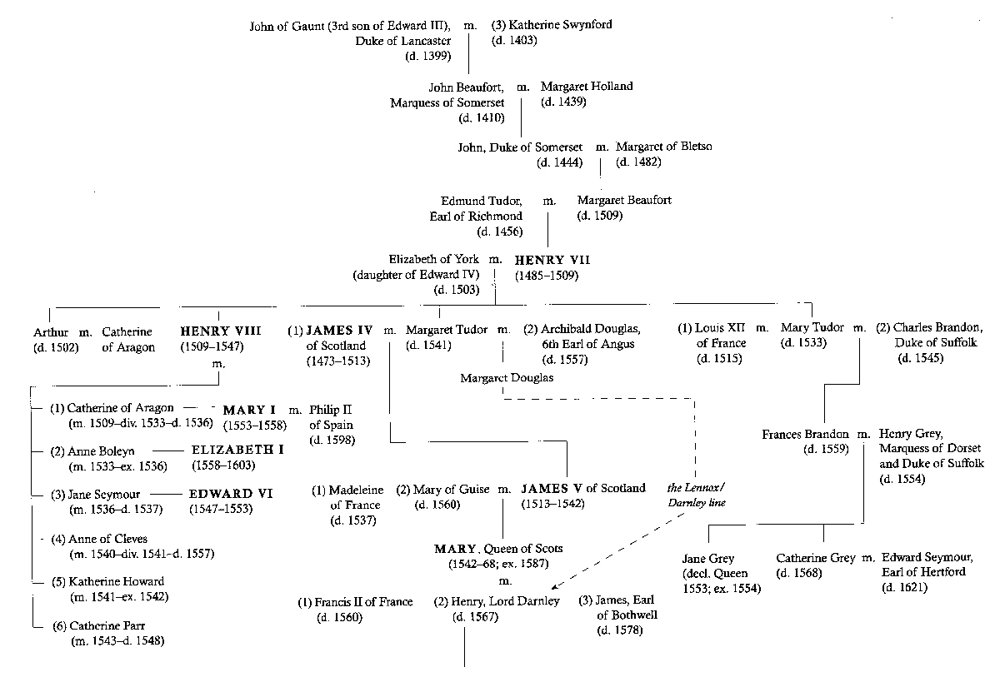 John of Gaunt (3rd son of Edward III), m. (3) Katherine Swynford
Duke of Lancaster (d. 1403)
(d. 1399)
John Beaufort, m. Margaret Holland
Marquess of Somerset (d. 1439)
(d. 1410)
John, Duke of Somerset m. Margaret of Bletso
(d. 1444) (d. 1482)
Edmund Tudor, m. Margaret Beaufort
Earl of Richmond (d. 1509)
(d. 1456)
Elizabeth of York m. HENRY VII
(daughter of Edward IV) (1485–1509)
(d. 1503)
Arthur m. Catherine HENRY VIII (1) JAMES IV m. Margaret Tudor m. (2) Archibald Douglas, (1) Louis XII m. Mary Tudor m. (2) Charles Brandon,
(d. 1502) of Aragon (1509–1547) of Scotland (d. 1541) 6th Earl of Angus of France (d. 1533) Duke of Suffolk
m. (1473–1513) (d. 1557) (d. 1515) (d. 1545)
Margaret Douglas
(1) Catherine of Aragon MARY I m. Philip II
(m. 1509–div. 1533–d. 1536) (1553–1558) of Spain
(d. 1598)
Frances Brandon m. Henry Grey,
(d. 1559) Marquess of Dorset
and Duke of Suffolk
(d. 1554)
(2) Anne Boleyn ELIZABETH I
(m. 1533–ex. 1536) (1558–1603)
(3) Jane Seymour EDWARD VI (1) Madeleine (2) Mary of Guise m. JAMES V of Scotland the Lennox/
(m. 1536–d. 1537) (1547–1553) of France (d. 1560) (1513–1542) Darnley line
(d. 1537)
(4) Anne of Cleves
(m. 1540–div. 1541–d. 1557)
MARY, Queen of Scots
(1542–68; ex. 1587)
m.
Jane Grey Catherine Grey m. Edward Seymour,
(decl. Queen (d. 1568) Earl of Hertford
1553; ex. 1554) (d. 1621)
(5) Katherine Howard
(m. 1541–ex. 1542)
(1) Francis II of France (2) Henry, Lord Darnley (3) James, Earl
(d. 1560) (d. 1567) of Bothwell
(d. 1578)
(6) Catherine Parr
(m. 1543–d. 1548)